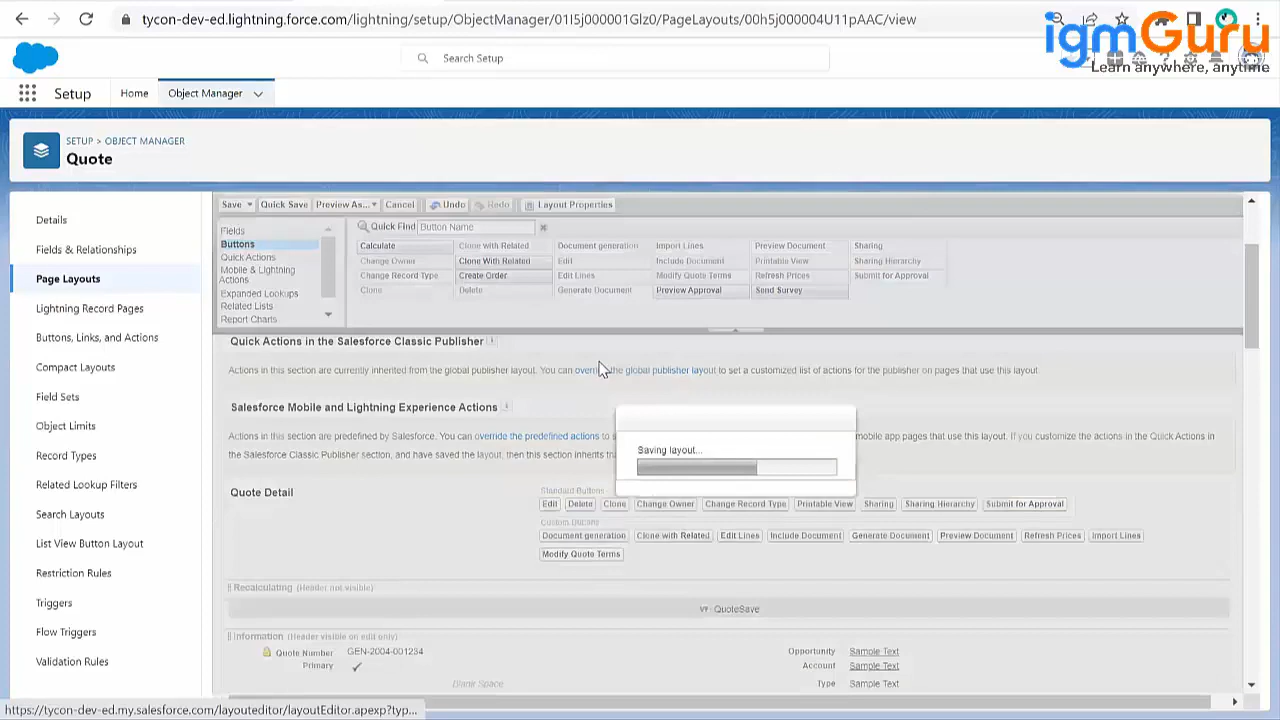 tycon-dev-ed.lightning.force.com/lightning/setup/ObjectManager/01I5j000001Glz0/PageLayouts/00h5j000004U11pAAC/view
igmGuru
Learn anywhere, anytime
Search Setup
Setup
Home
Object Manager
SETUP > OBJECT MANAGER
Quote
Details
Fields & Relationships
Page Layouts
Lightning Record Pages
Buttons, Links, and Actions
Compact Layouts
Field Sets
Object Limits
Record Types
Related Lookup Filters
Search Layouts
List View Button Layout
Restriction Rules
Triggers
Flow Triggers
Validation Rules
Save Quick Save Preview As... Cancel Undo Redo Layout Properties
Fields
Buttons
Quick Actions
Mobile & Lightning
Actions
Expanded Lookups
Related Lists
Report Charts
Quick Find Button Name
Calculate Clone with Related Document generation Import Lines Preview Document Sharing
Change Owner Clone With Related Edit Include Document Printable View Sharing Hierarchy
Change Record Type Create Order Edit Lines Modify Quote Terms Refresh Prices Submit for Approval
Clone Delete Generate Document Preview Approval Send Survey
Quick Actions in the Salesforce Classic Publisher
Actions in this section are currently inherited from the global publisher layout. You can override the global publisher layout to set a customized list of actions for the publisher on pages that use this layout.
Salesforce Mobile and Lightning Experience Actions
Actions in this section are predefined by Salesforce. You can override the predefined actions to s mobile app pages that use this layout. If you customize the actions in the Quick Actions in
the Salesforce Classic Publisher section, and have saved the layout, then this section inherits
Saving layout...
Quote Detail
Standard Buttons
Edit Delete Clone Change Owner Change Record Type Printable View Sharing Sharing Hierarchy Submit for Approval
Custom Buttons
Document generation Clone with Related Edit Lines Include Document Generate Document Preview Document Refresh Prices Import Lines
Modify Quote Terms
Recalculating (Header not visible)
QuoteSave
Information (Header visible on edit only)
Quote Number GEN-2004-001234 Opportunity Sample Text
Primary Account Sample Text
Blank Space Type Sample Text
https://tycon-dev-ed.my.salesforce.com/layouteditor/layoutEditor.apexp?typ...